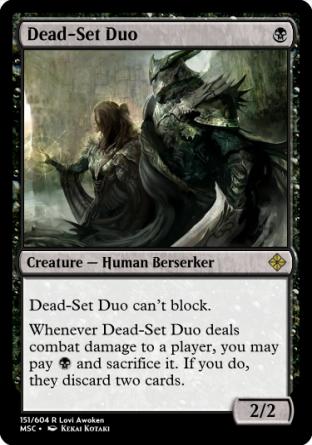 Dead-Set Duo
Creature — Human Berserker
Dead-Set Duo can't block.
Whenever Dead-Set Duo deals
combat damage to a player, you may
pay and sacrifice it. If you do,
they discard two cards.
2/2
151/604 R Lovi Awoken
MSC • Kekai Kotaki